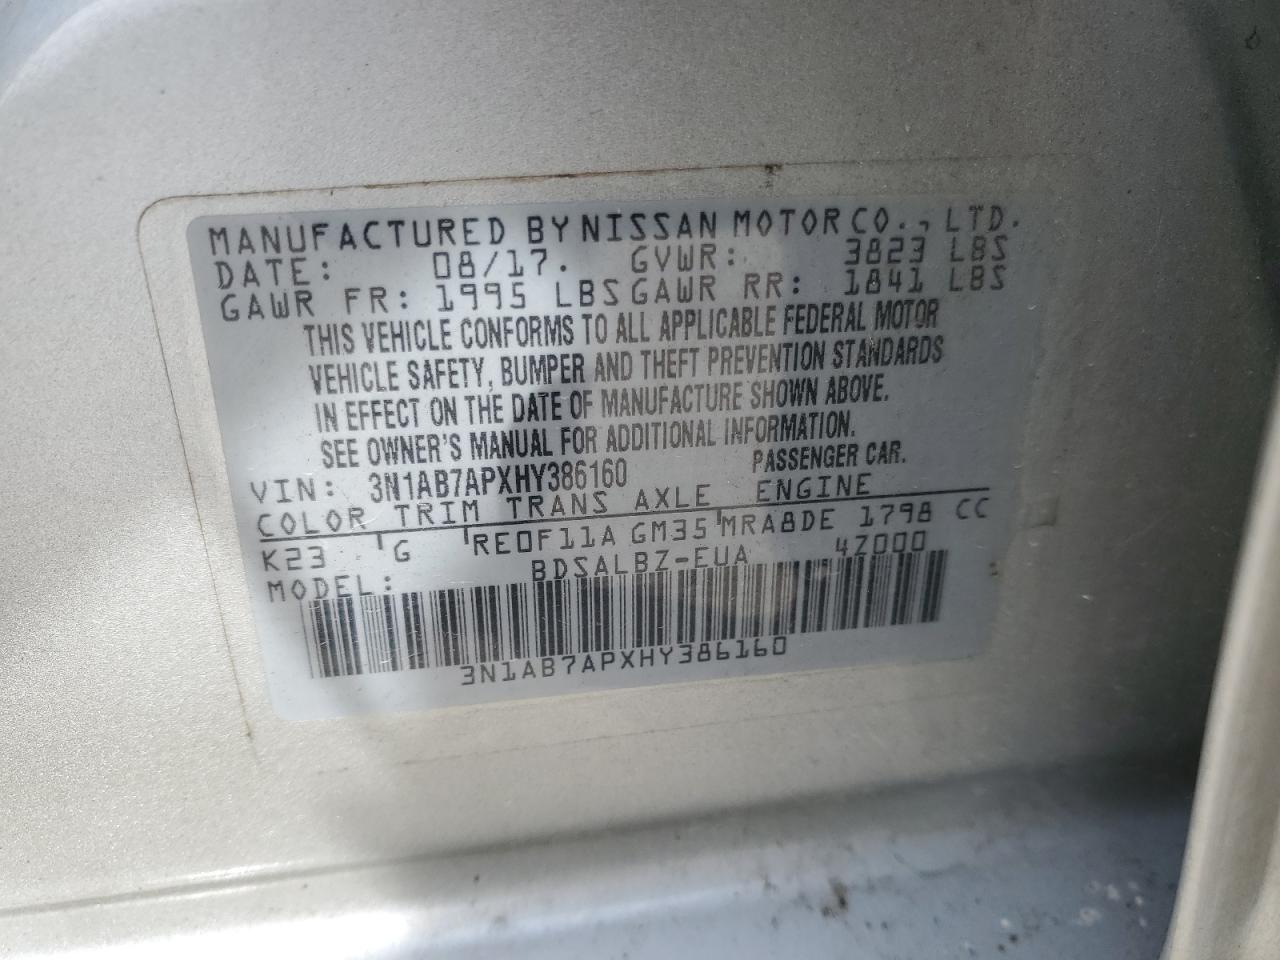 MANUFACTURED BY NISSAN MOTOR CO., LTD.
DATE: 08/17. GVWR: 3823 LBS
GAWR FR: 1995 LBS GAWR RR: 1841 LBS
THIS VEHICLE CONFORMS TO ALL APPLICABLE FEDERAL MOTOR
VEHICLE SAFETY, BUMPER AND THEFT PREVENTION STANDARDS
IN EFFECT ON THE DATE OF MANUFACTURE SHOWN ABOVE.
SEE OWNER'S MANUAL FOR ADDITIONAL INFORMATION.
VIN: 3N1AB7APXHY386160 PASSENGER CAR.
COLOR TRIM TRANS AXLE ENGINE
K23 G RE0F11A GM35 MRA8DE 1798 CC
MODEL: BDSALBZ-EUA 4Z000
3N1AB7APXHY386160